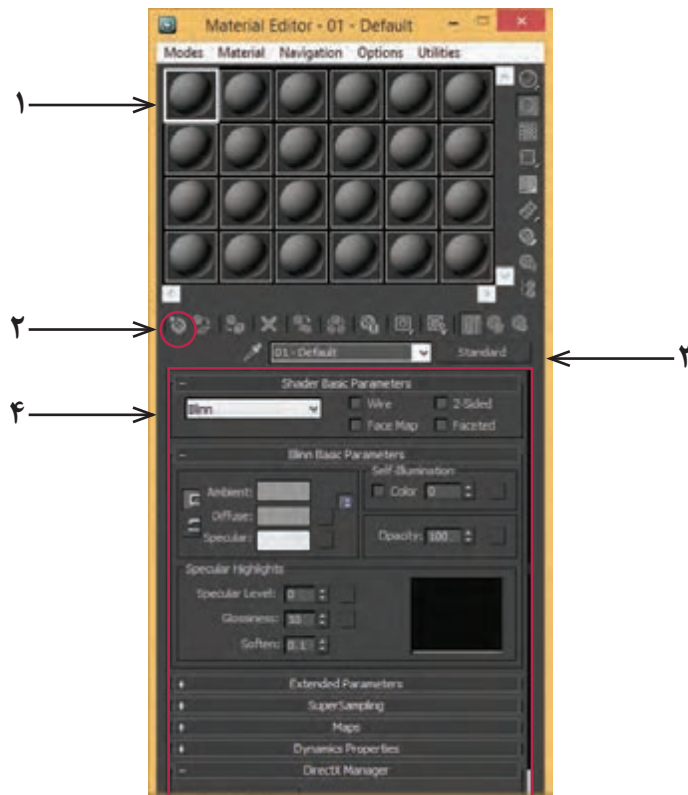 Material Editor - 01 - Default
Modes Material Navigation Options Utilities
۱
۲
01 - Default Standard
۳
Shader Basic Parameters
۴
Blinn Wire 2-Sided
Face Map Faceted
Blinn Basic Parameters
Self-Illumination
Ambient: Color 0
Diffuse:
Specular: Opacity: 100
Specular Highlights
Specular Level: 0
Glossiness: 10
Soften: 0.1
Extended Parameters
SuperSampling
Maps
Dynamics Properties
DirectX Manager